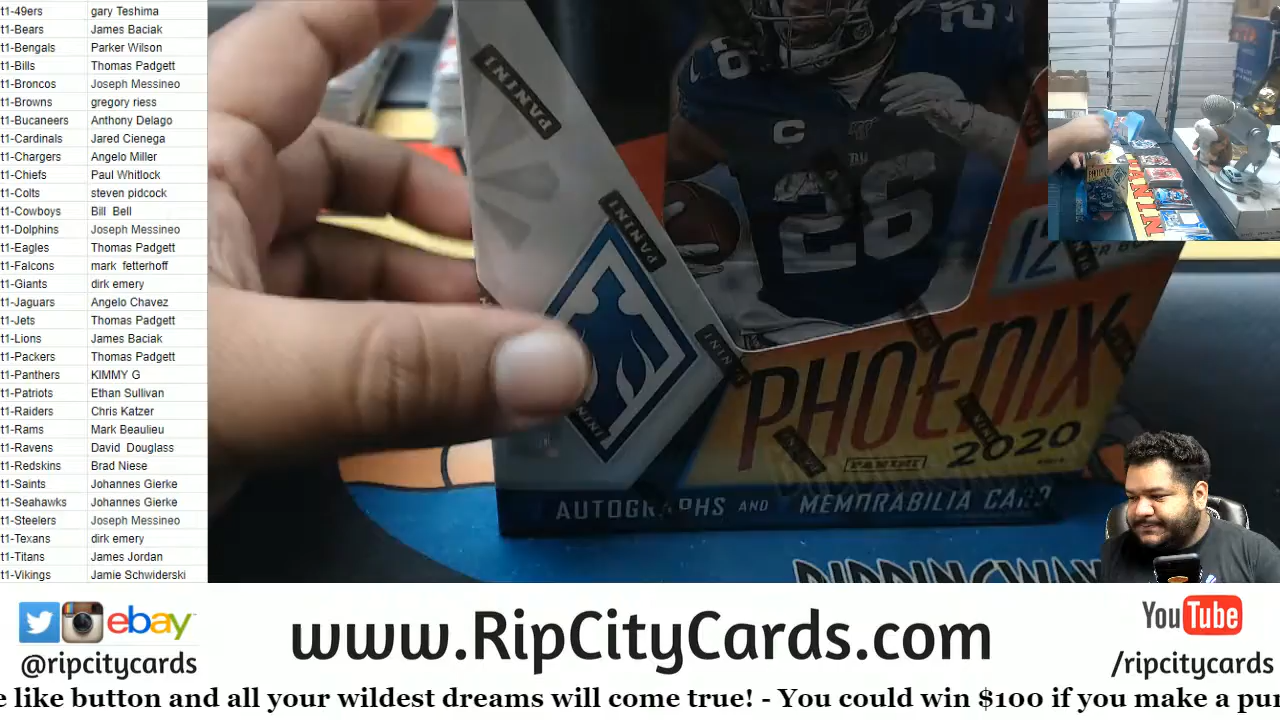 t1-49ers gary Teshima
t1-Bears James Baciak
t1-Bengals Parker Wilson
t1-Bills Thomas Padgett
t1-Broncos Joseph Messineo
t1-Browns gregory riess
t1-Bucaneers Anthony Delago
t1-Cardinals Jared Cienega
t1-Chargers Angelo Miller
t1-Chiefs Paul Whitlock
t1-Colts steven pidcock
t1-Cowboys Bill Bell
t1-Dolphins Joseph Messineo
t1-Eagles Thomas Padgett
t1-Falcons mark fetterhoff
t1-Giants dirk emery
t1-Jaguars Angelo Chavez
t1-Jets Thomas Padgett
t1-Lions James Baciak
t1-Packers Thomas Padgett
t1-Panthers KIMMY G
t1-Patriots Ethan Sullivan
t1-Raiders Chris Katzer
t1-Rams Mark Beaulieu
t1-Ravens David Douglass
t1-Redskins Brad Niese
t1-Saints Johannes Gierke
t1-Seahawks Johannes Gierke
t1-Steelers Joseph Messineo
t1-Texans dirk emery
t1-Titans James Jordan
t1-Vikings Jamie Schwiderski
PANINI
PANINI
PANINI
26
C
26
12
PHOENIX
PANINI 2020
AUTOGRAPHS AND MEMORABILIA CARDS
PANINI
ebay
@ripcitycards
www.RipCityCards.com
YouTube
/ripcitycards
e like button and all your wildest dreams will come true! - You could win $100 if you make a pur